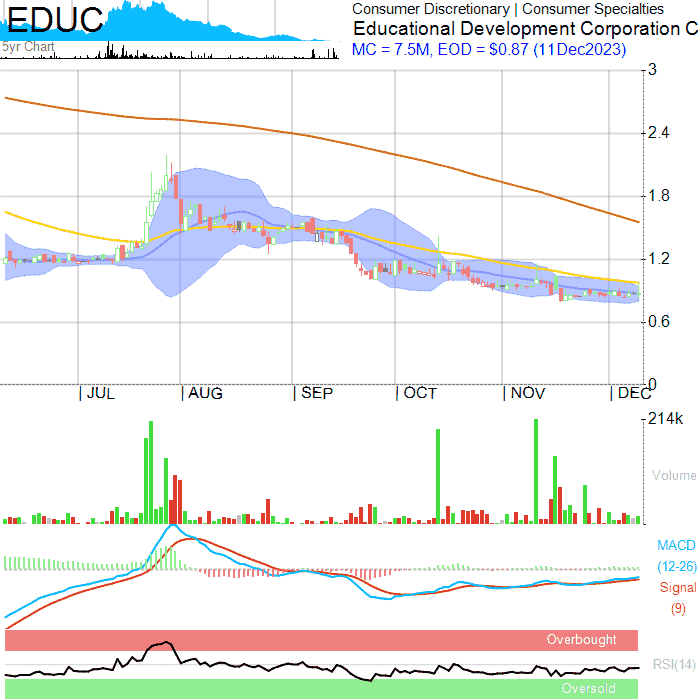 EDUC
Consumer Discretionary | Consumer Specialties
Educational Development Corporation C
MC = 7.5M, EOD = $0.87 (11Dec2023)
5yr Chart
3
2.4
1.8
1.2
0.6
0
| JUL | AUG | SEP | OCT | NOV | DEC
214k
Volume
MACD
(12-26)
Signal
(9)
Overbought
RSI(14)
Oversold